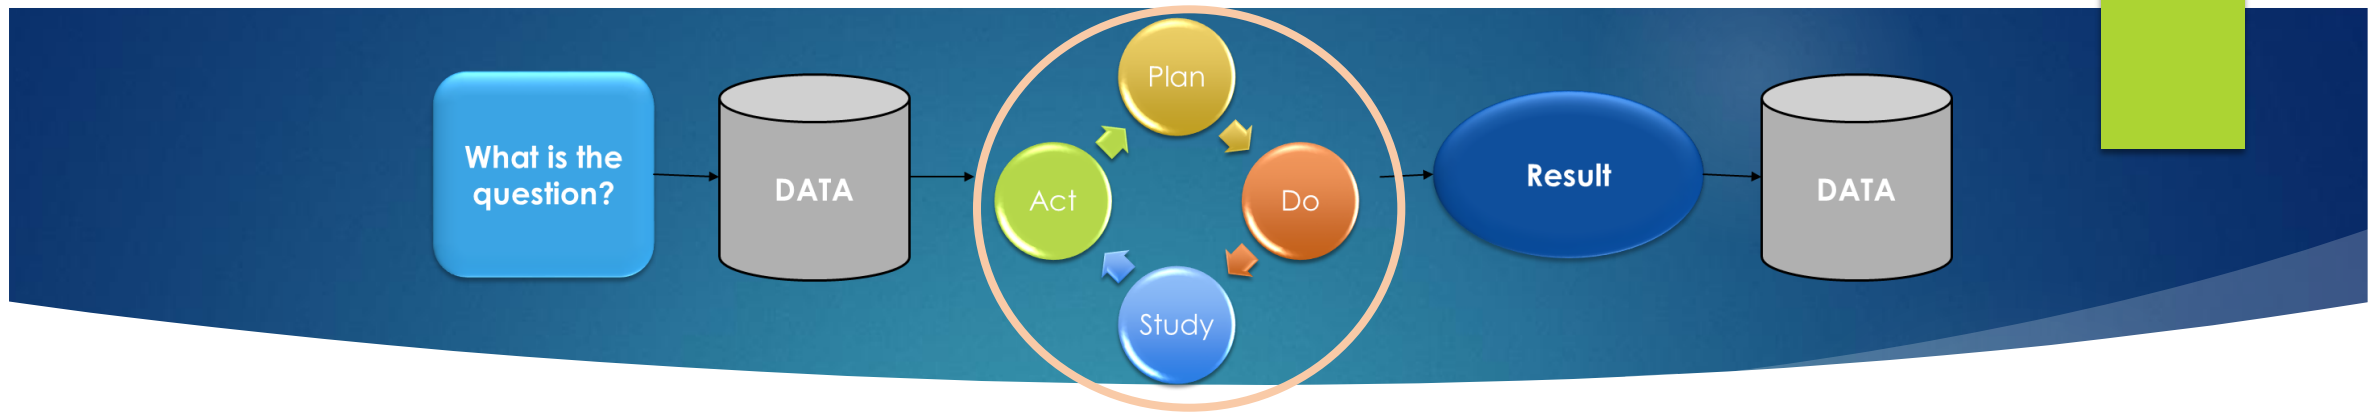 What is the
question?
DATA
Plan
Do
Study
Act
Result
DATA